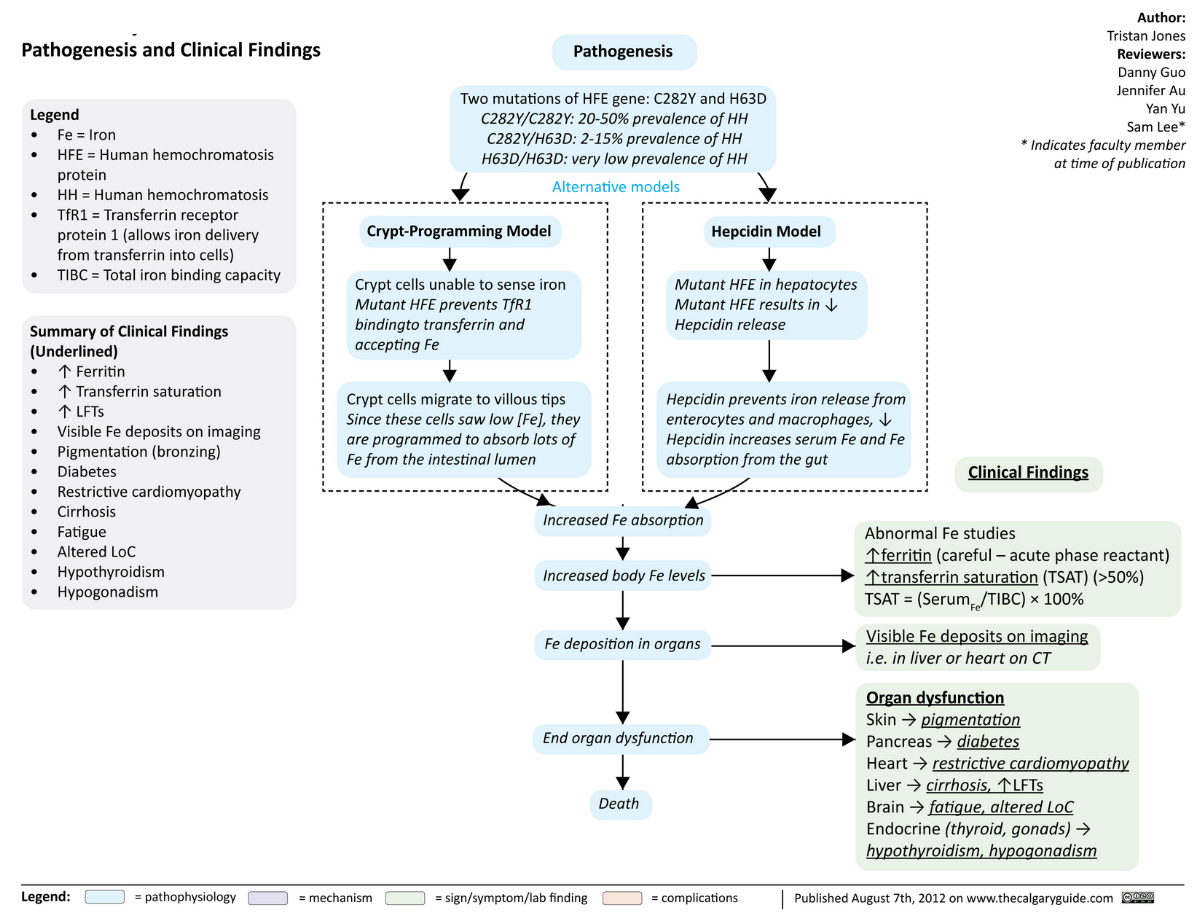 Pathogenesis and Clinical Findings
Author:
Tristan Jones
Reviewers:
Danny Guo
Jennifer Au
Yan Yu
Sam Lee*
* Indicates faculty member
at time of publication
Legend
• Fe = Iron
• HFE = Human hemochromatosis
protein
• HH = Human hemochromatosis
• TfR1 = Transferrin receptor
protein 1 (allows iron delivery
from transferrin into cells)
• TIBC = Total iron binding capacity
Summary of Clinical Findings
(Underlined)
• ↑ Ferritin
• ↑ Transferrin saturation
• ↑ LFTs
• Visible Fe deposits on imaging
• Pigmentation (bronzing)
• Diabetes
• Restrictive cardiomyopathy
• Cirrhosis
• Fatigue
• Altered LoC
• Hypothyroidism
• Hypogonadism
Pathogenesis
Two mutations of HFE gene: C282Y and H63D
C282Y/C282Y: 20-50% prevalence of HH
C282Y/H63D: 2-15% prevalence of HH
H63D/H63D: very low prevalence of HH
Alternative models
Crypt-Programming Model
Crypt cells unable to sense iron
Mutant HFE prevents TfR1
bindingto transferrin and
accepting Fe
Crypt cells migrate to villous tips
Since these cells saw low [Fe], they
are programmed to absorb lots of
Fe from the intestinal lumen
Hepcidin Model
Mutant HFE in hepatocytes
Mutant HFE results in ↓
Hepcidin release
Hepcidin prevents iron release from
enterocytes and macrophages, ↓
Hepcidin increases serum Fe and Fe
absorption from the gut
Increased Fe absorption
Increased body Fe levels
Fe deposition in organs
End organ dysfunction
Death
Clinical Findings
Abnormal Fe studies
↑ferritin (careful – acute phase reactant)
↑transferrin saturation (TSAT) (>50%)
TSAT = (SerumFe/TIBC) × 100%
Visible Fe deposits on imaging
i.e. in liver or heart on CT
Organ dysfunction
Skin → pigmentation
Pancreas → diabetes
Heart → restrictive cardiomyopathy
Liver → cirrhosis, ↑LFTs
Brain → fatigue, altered LoC
Endocrine (thyroid, gonads) →
hypothyroidism, hypogonadism
Legend: = pathophysiology = mechanism = sign/symptom/lab finding = complications Published August 7th, 2012 on www.thecalgaryguide.com